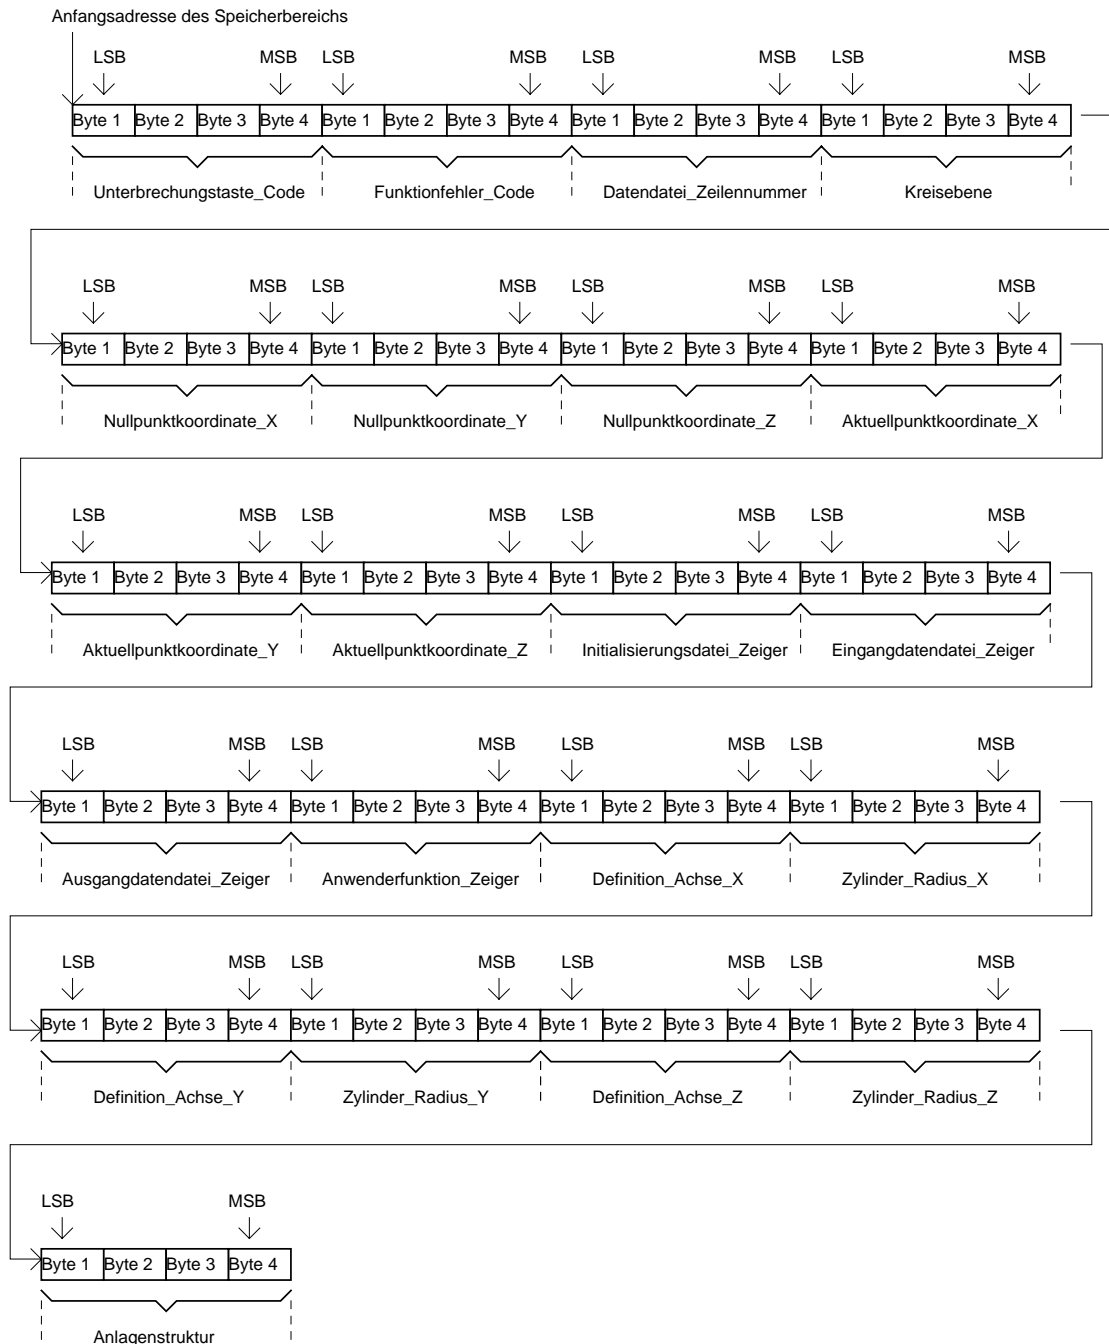 Anfangsadresse des Speicherbereichs
LSB MSB LSB MSB LSB MSB LSB MSB
Byte 1 Byte 2 Byte 3 Byte 4 Byte 1 Byte 2 Byte 3 Byte 4 Byte 1 Byte 2 Byte 3 Byte 4 Byte 1 Byte 2 Byte 3 Byte 4
Unterbrechungstaste_Code Funktionfehler_Code Datendatei_Zeilennummer Kreisebene
LSB MSB LSB MSB LSB MSB LSB MSB
Byte 1 Byte 2 Byte 3 Byte 4 Byte 1 Byte 2 Byte 3 Byte 4 Byte 1 Byte 2 Byte 3 Byte 4 Byte 1 Byte 2 Byte 3 Byte 4
Nullpunktkoordinate_X Nullpunktkoordinate_Y Nullpunktkoordinate_Z Aktuellpunktkoordinate_X
LSB MSB LSB MSB LSB MSB LSB MSB
Byte 1 Byte 2 Byte 3 Byte 4 Byte 1 Byte 2 Byte 3 Byte 4 Byte 1 Byte 2 Byte 3 Byte 4 Byte 1 Byte 2 Byte 3 Byte 4
Aktuellpunktkoordinate_Y Aktuellpunktkoordinate_Z Initialisierungsdatei_Zeiger Eingangdatendatei_Zeiger
LSB MSB LSB MSB LSB MSB LSB MSB
Byte 1 Byte 2 Byte 3 Byte 4 Byte 1 Byte 2 Byte 3 Byte 4 Byte 1 Byte 2 Byte 3 Byte 4 Byte 1 Byte 2 Byte 3 Byte 4
Ausgangdatendatei_Zeiger Anwenderfunktion_Zeiger Definition_Achse_X Zylinder_Radius_X
LSB MSB LSB MSB LSB MSB LSB MSB
Byte 1 Byte 2 Byte 3 Byte 4 Byte 1 Byte 2 Byte 3 Byte 4 Byte 1 Byte 2 Byte 3 Byte 4 Byte 1 Byte 2 Byte 3 Byte 4
Definition_Achse_Y Zylinder_Radius_Y Definition_Achse_Z Zylinder_Radius_Z
LSB MSB
Byte 1 Byte 2 Byte 3 Byte 4
Anlagenstruktur